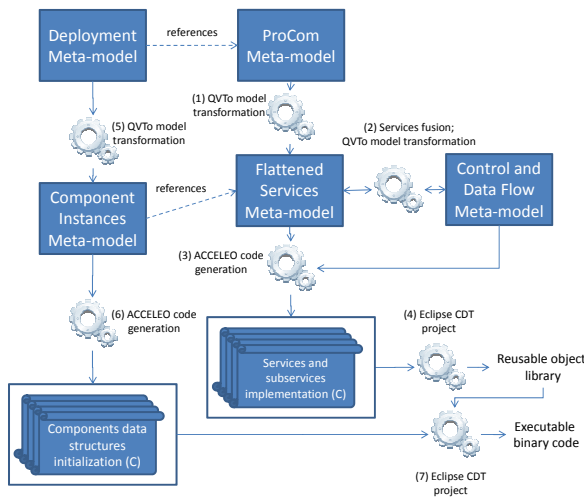 Deployment
Meta-model
references
ProCom
Meta-model
(1) QVTo model
transformation
(5) QVTo model
transformation
(2) Services fusion;
QVTo model transformation
Component
Instances
Meta-model
references
Flattened
Services
Meta-model
Control and
Data Flow
Meta-model
(3) ACCELEO code
generation
(6) ACCELEO code
generation
(4) Eclipse CDT
project
Services and
subservices
implementation (C)
Reusable object
library
Components data
structures
initialization (C)
Executable
binary code
(7) Eclipse CDT
project